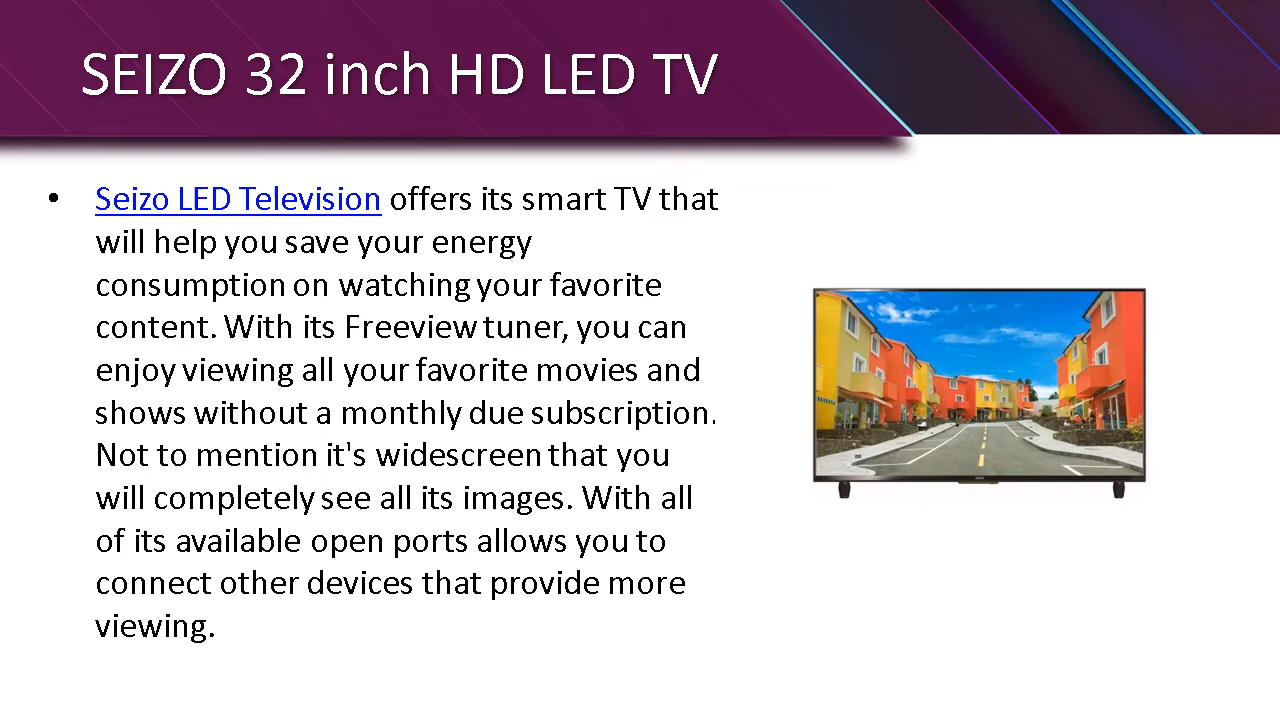 SEIZO 32 inch HD LED TV
• Seizo LED Television offers its smart TV that
will help you save your energy
consumption on watching your favorite
content. With its Freeview tuner, you can
enjoy viewing all your favorite movies and
shows without a monthly due subscription.
Not to mention it's widescreen that you
will completely see all its images. With all
of its available open ports allows you to
connect other devices that provide more
viewing.